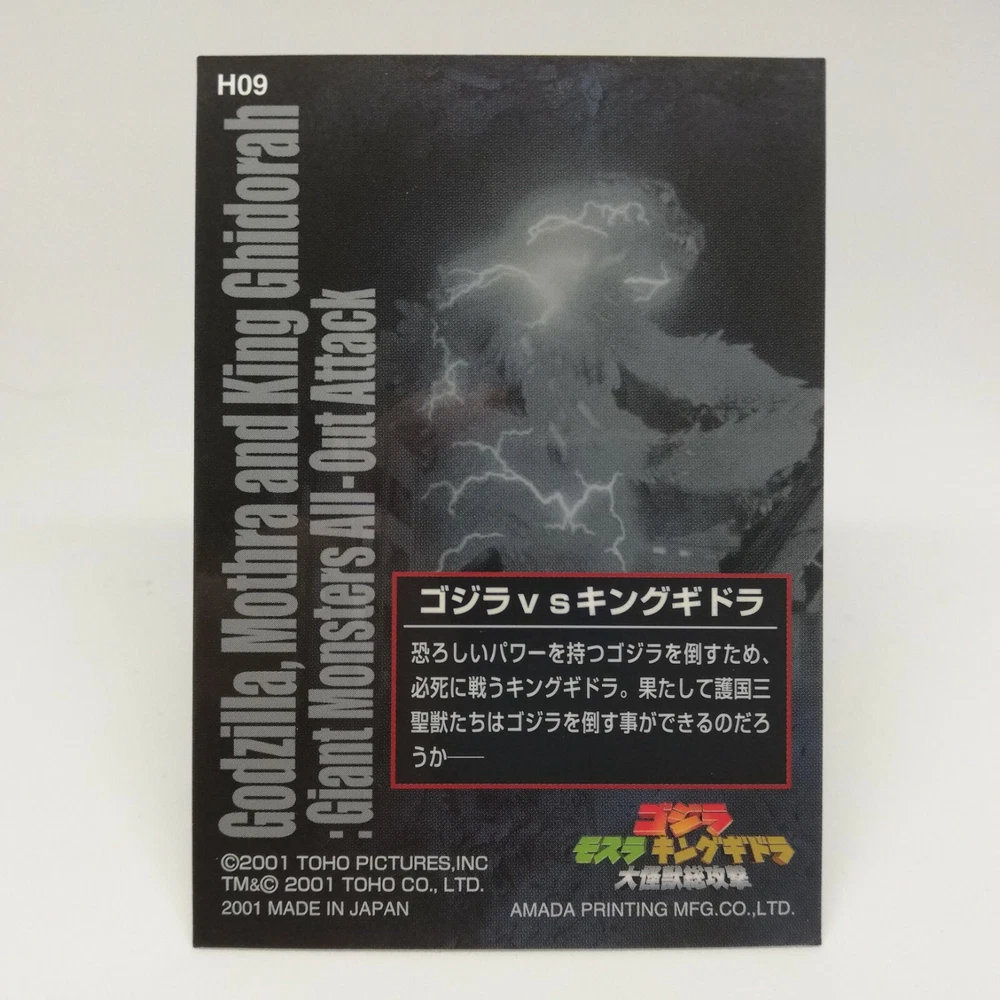 H09
Godzilla, Mothra and King Ghidorah
: Giant Monsters All-Out Attack
ゴジラvsキングギドラ
恐ろしいパワーを持つゴジラを倒すため、
必死に戦うキングギドラ。果たして護国三
聖獣たちはゴジラを倒す事ができるのだろ
うか──
ゴジラ
モスラ キングギドラ
大怪獣総攻撃
©2001 TOHO PICTURES,INC
TM&© 2001 TOHO CO., LTD.
2001 MADE IN JAPAN
AMADA PRINTING MFG.CO.,LTD.